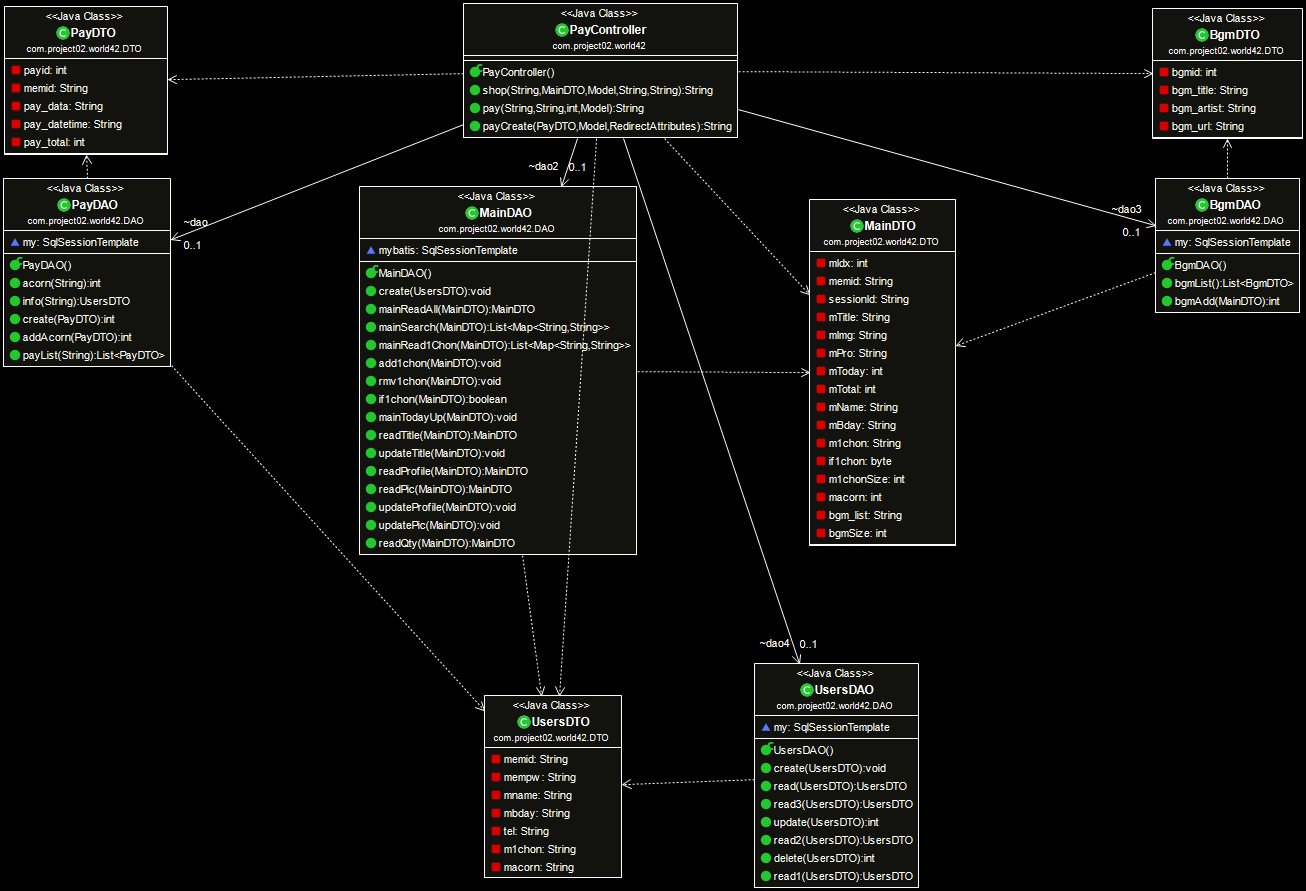 <<Java Class>>
PayDTO
com.project02.world42.DTO
payid: int
memid: String
pay_data: String
pay_datetime: String
pay_total: int
<<Java Class>>
PayController
com.project02.world42
PayController()
shop(String,MainDTO,Model,String,String):String
pay(String,String,int,Model):String
payCreate(PayDTO,Model,RedirectAttributes):String
<<Java Class>>
BgmDTO
com.project02.world42.DTO
bgmid: int
bgm_title: String
bgm_artist: String
bgm_url: String
<<Java Class>>
PayDAO
com.project02.world42.DAO
my: SqlSessionTemplate
PayDAO()
acorn(String):int
info(String):UsersDTO
create(PayDTO):int
addAcorn(PayDTO):int
payList(String):List<PayDTO>
~dao
0..1
~dao2 0..1
<<Java Class>>
MainDAO
com.project02.world42.DAO
mybatis: SqlSessionTemplate
MainDAO()
create(UsersDTO):void
mainReadAll(MainDTO):MainDTO
mainSearch(MainDTO):List<Map<String,String>>
mainRead1Chon(MainDTO):List<Map<String,String>>
add1chon(MainDTO):void
rmv1chon(MainDTO):void
if1chon(MainDTO):boolean
mainTodayUp(MainDTO):void
readTitle(MainDTO):MainDTO
updateTitle(MainDTO):void
readProfile(MainDTO):MainDTO
readPic(MainDTO):MainDTO
updateProfile(MainDTO):void
updatePic(MainDTO):void
readQty(MainDTO):MainDTO
<<Java Class>>
MainDTO
com.project02.world42.DTO
mIdx: int
memid: String
sessionId: String
mTitle: String
mImg: String
mPro: String
mToday: int
mTotal: int
mName: String
mBday: String
m1chon: String
if1chon: byte
m1chonSize: int
macorn: int
bgm_list: String
bgmSize: int
~dao3
0..1
<<Java Class>>
BgmDAO
com.project02.world42.DAO
my: SqlSessionTemplate
BgmDAO()
bgmList():List<BgmDTO>
bgmAdd(MainDTO):int
~dao4 0..1
<<Java Class>>
UsersDTO
com.project02.world42.DTO
memid: String
mempw: String
mname: String
mbday: String
tel: String
m1chon: String
macorn: String
<<Java Class>>
UsersDAO
com.project02.world42.DAO
my: SqlSessionTemplate
UsersDAO()
create(UsersDTO):void
read(UsersDTO):UsersDTO
read3(UsersDTO):UsersDTO
update(UsersDTO):int
read2(UsersDTO):UsersDTO
delete(UsersDTO):int
read1(UsersDTO):UsersDTO